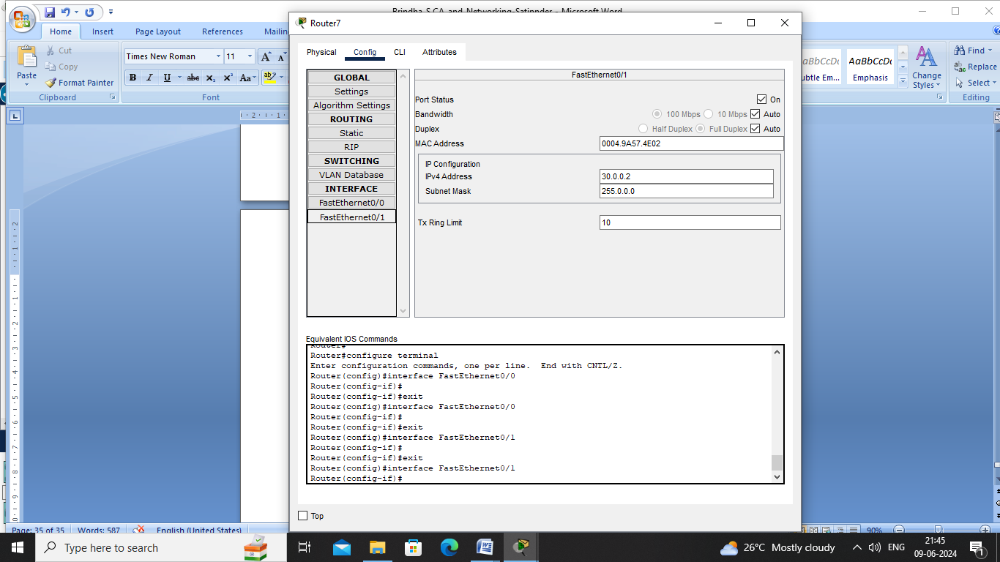 Brindha S CA and Networking-Satinnder - Microsoft Word
Router7
Home Insert Page Layout References Mailin
Physical Config CLI Attributes
Paste
Cut
Copy
Format Painter
Clipboard
Times New Roman 11 A A
B I U abc X₂ X² Aa ab
Font
BbCcDc AaBbCcDc
btle Em... Emphasis
Change Styles
Find
Replace
Select
Editing
GLOBAL
Settings
Algorithm Settings
ROUTING
Static
RIP
SWITCHING
VLAN Database
INTERFACE
FastEthernet0/0
FastEthernet0/1
FastEthernet0/1
Port Status On
Bandwidth 100 Mbps 10 Mbps Auto
Duplex Half Duplex Full Duplex Auto
MAC Address 0004.9A57.4E02
IP Configuration
IPv4 Address 30.0.0.2
Subnet Mask 255.0.0.0
Tx Ring Limit 10
Equivalent IOS Commands
Router#
Router#configure terminal
Enter configuration commands, one per line. End with CNTL/Z.
Router(config)#interface FastEthernet0/0
Router(config-if)#
Router(config-if)#exit
Router(config)#interface FastEthernet0/0
Router(config-if)#
Router(config-if)#exit
Router(config)#interface FastEthernet0/1
Router(config-if)#
Router(config-if)#exit
Router(config)#interface FastEthernet0/1
Router(config-if)#
Top
Page: 35 of 35 Words: 587 English (United States) 90%
Type here to search
26°C Mostly cloudy
ENG
21:45
09-06-2024
1